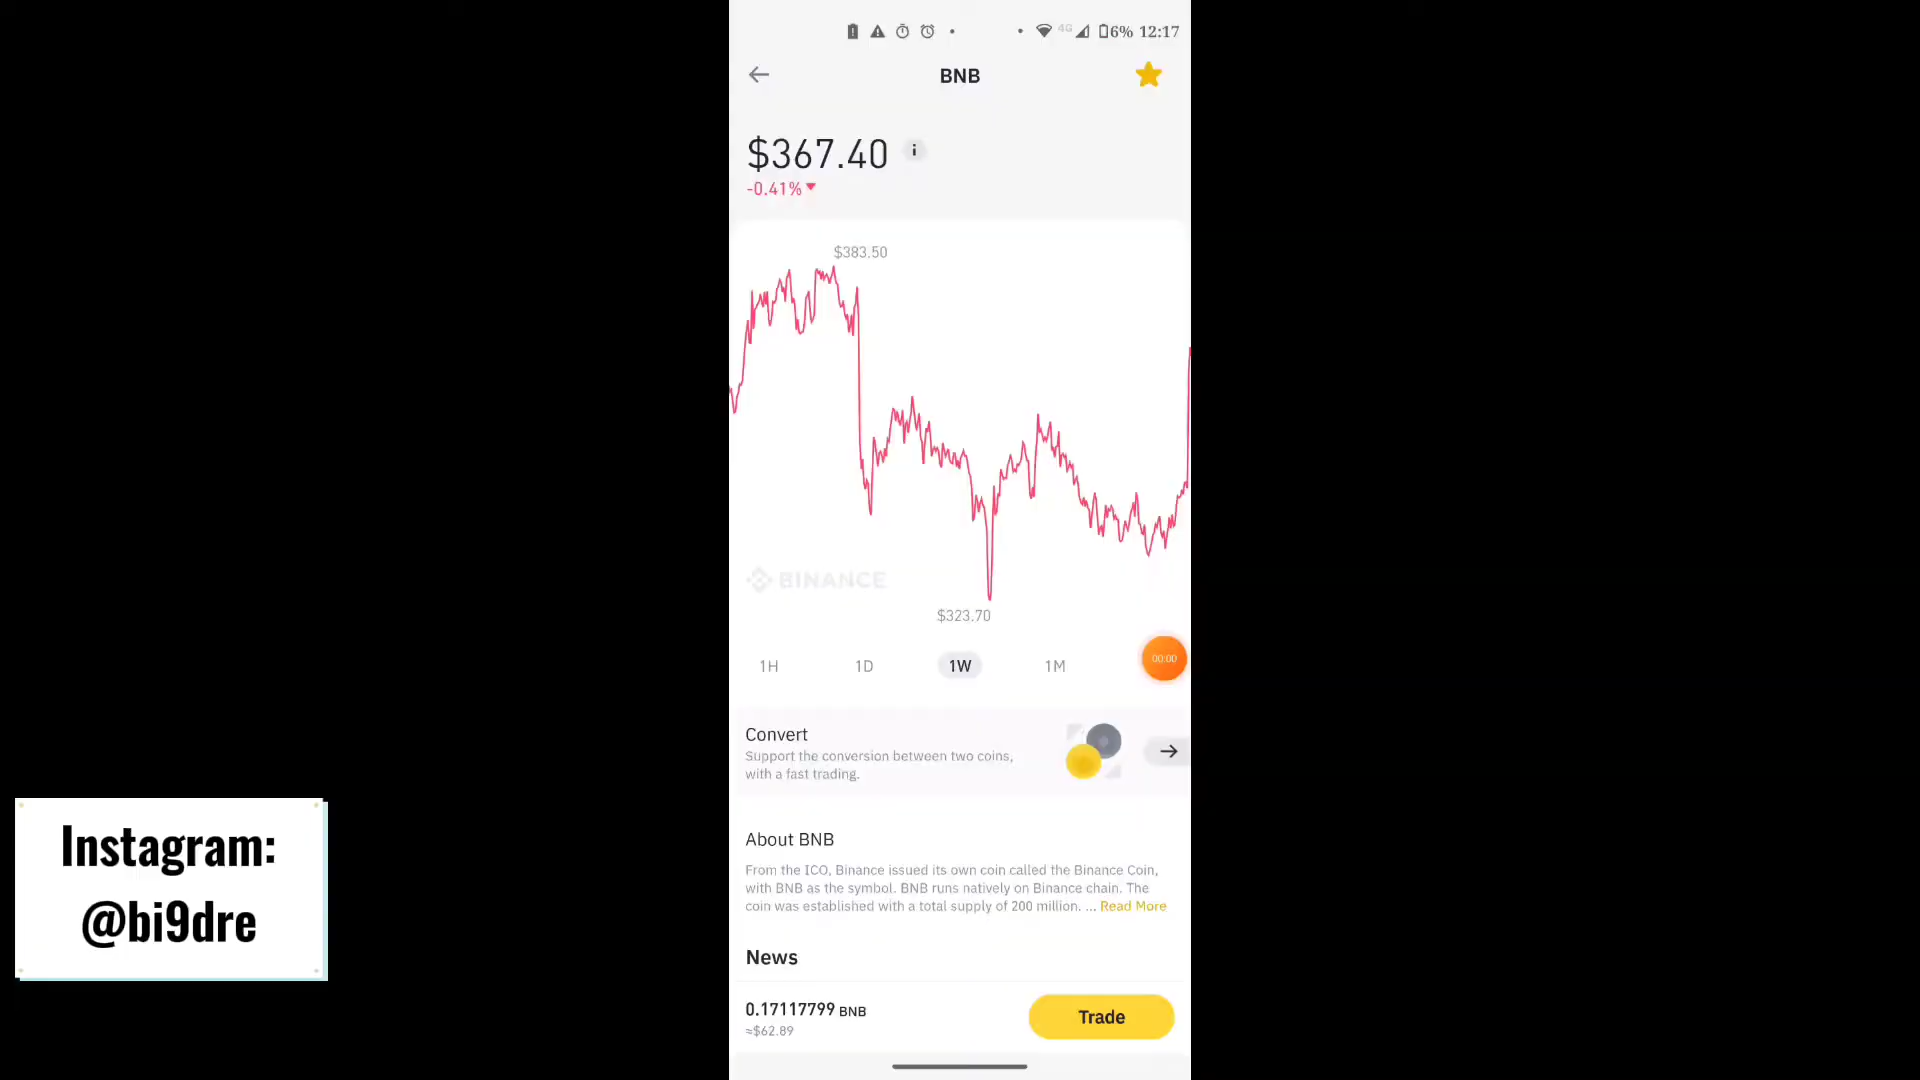 4G 6% 12:17
BNB
$367.40 i
-0.41%
$383.50
BINANCE
$323.70
1H 1D 1W 1M
00:00
Convert
Support the conversion between two coins,
with a fast trading.
About BNB
From the ICO, Binance issued its own coin called the Binance Coin,
with BNB as the symbol. BNB runs natively on Binance chain. The
coin was established with a total supply of 200 million. ... Read More
News
0.17117799 BNB
≈$62.89
Trade
Instagram:
@bi9dre